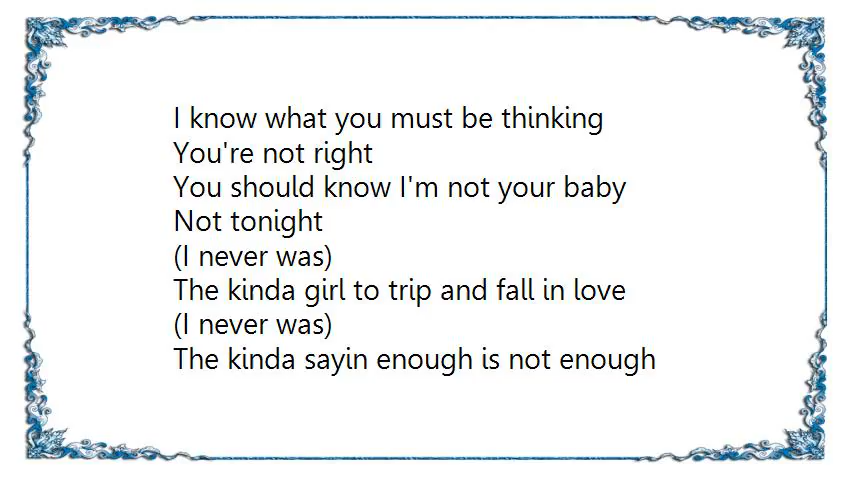 I know what you must be thinking
You're not right
You should know I'm not your baby
Not tonight
(I never was)
The kinda girl to trip and fall in love
(I never was)
The kinda sayin enough is not enough